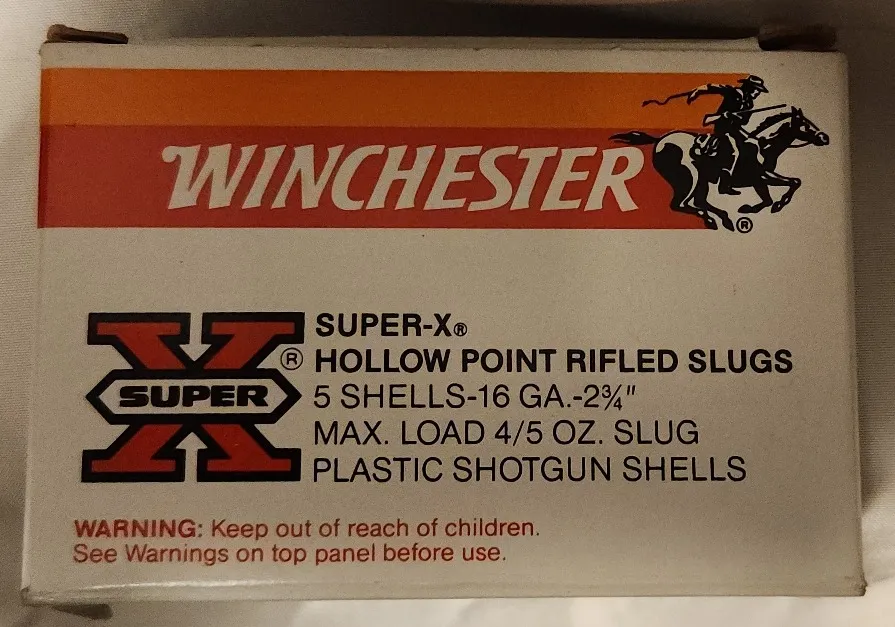 WINCHESTER
®
SUPER
®
SUPER-X®
HOLLOW POINT RIFLED SLUGS
5 SHELLS-16 GA.-2¾"
MAX. LOAD 4/5 OZ. SLUG
PLASTIC SHOTGUN SHELLS
WARNING: Keep out of reach of children.
See Warnings on top panel before use.